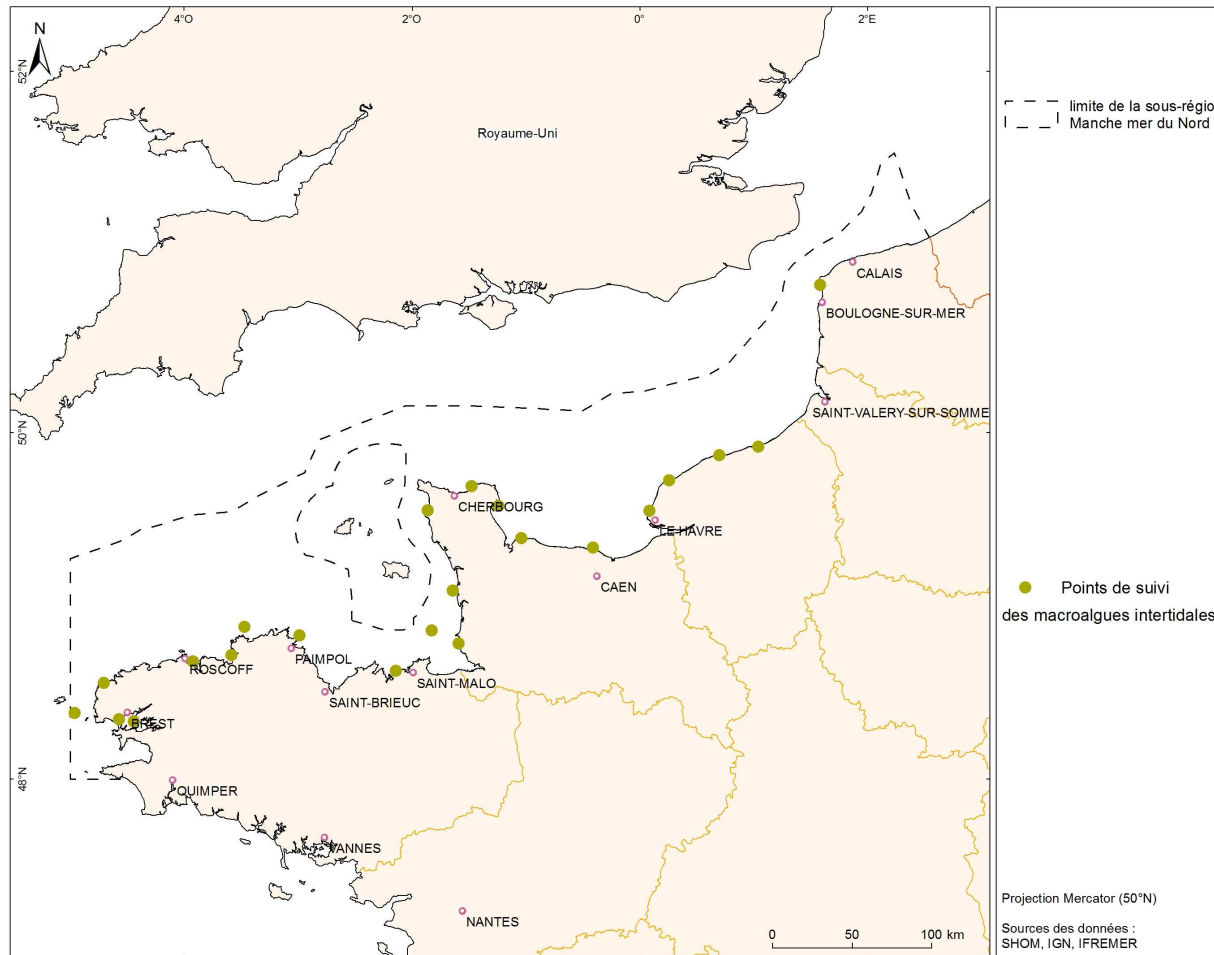 4°O
2°O
0°
2°E
N
52°N
50°N
48°N
Royaume-Uni
CALAIS
BOULOGNE-SUR-MER
SAINT-VALERY-SUR-SOMME
CHERBOURG
LE HAVRE
CAEN
PAIMPOL
ROSCOFF
SAINT-MALO
SAINT-BRIEUC
BREST
QUIMPER
VANNES
NANTES
0 50 100 km
limite de la sous-régio
Manche mer du Nord
Points de suivi
des macroalgues intertidales
Projection Mercator (50°N)
Sources des données :
SHOM, IGN, IFREMER